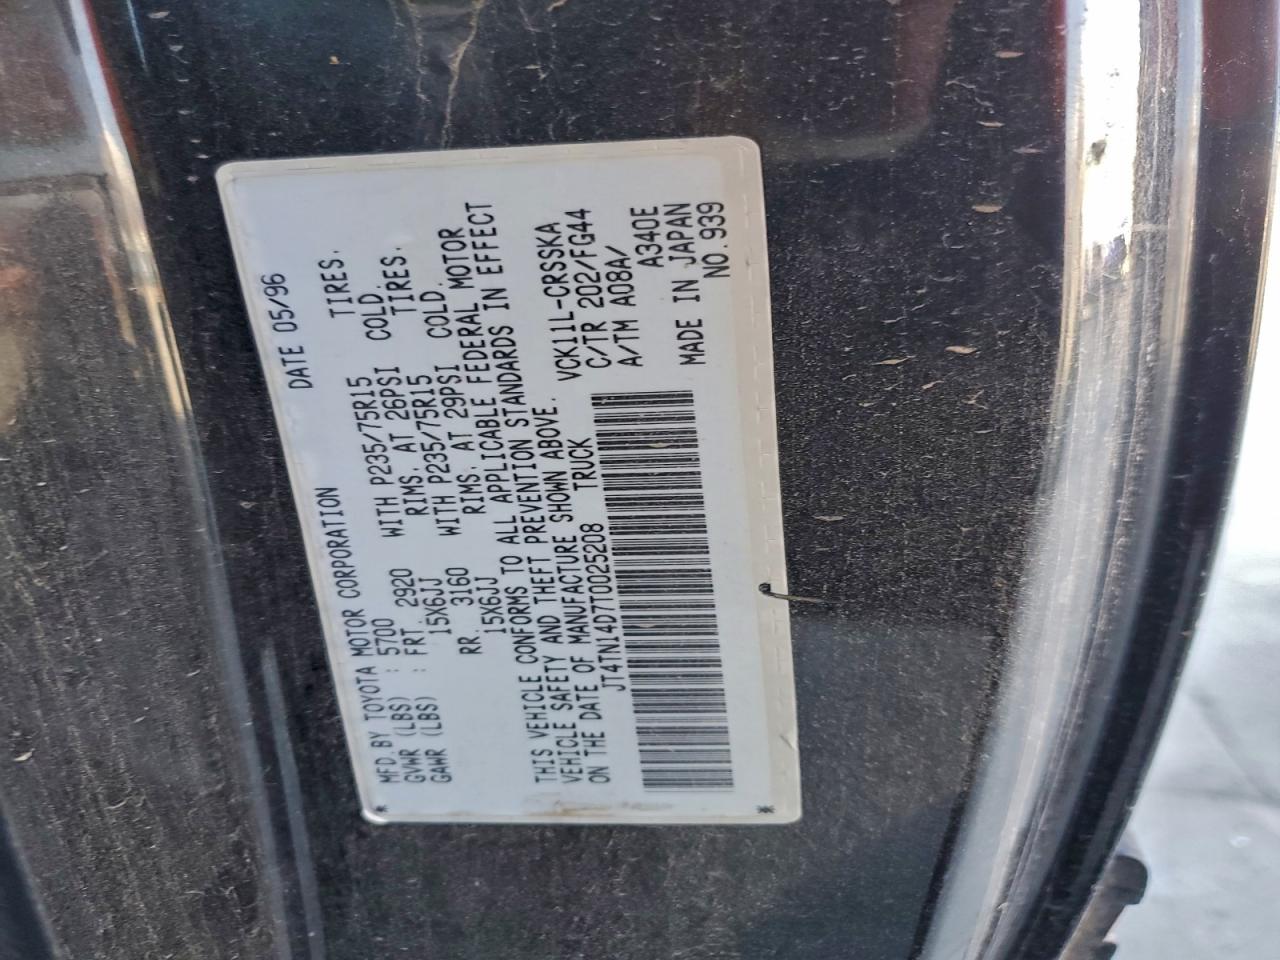 MFD. BY TOYOTA MOTOR CORPORATION DATE 05/96
GVWR (LBS) : 5700 WITH P235/75R15 TIRES.
GAWR (LBS) : FRT. 2920 RIMS. AT 26PSI COLD.
15X6JJ WITH P235/75R15 TIRES.
RR. 3160 RIMS. AT 29PSI COLD.
15X6JJ
THIS VEHICLE CONFORMS TO ALL APPLICABLE FEDERAL MOTOR
VEHICLE SAFETY AND THEFT PREVENTION STANDARDS IN EFFECT
ON THE DATE OF MANUFACTURE SHOWN ABOVE.
JT4TN14D7T0025208 TRUCK
VCK11L-CRSSKA
C/TR 202/FG44
A/TM A08A/
A340E
MADE IN JAPAN
NO.939